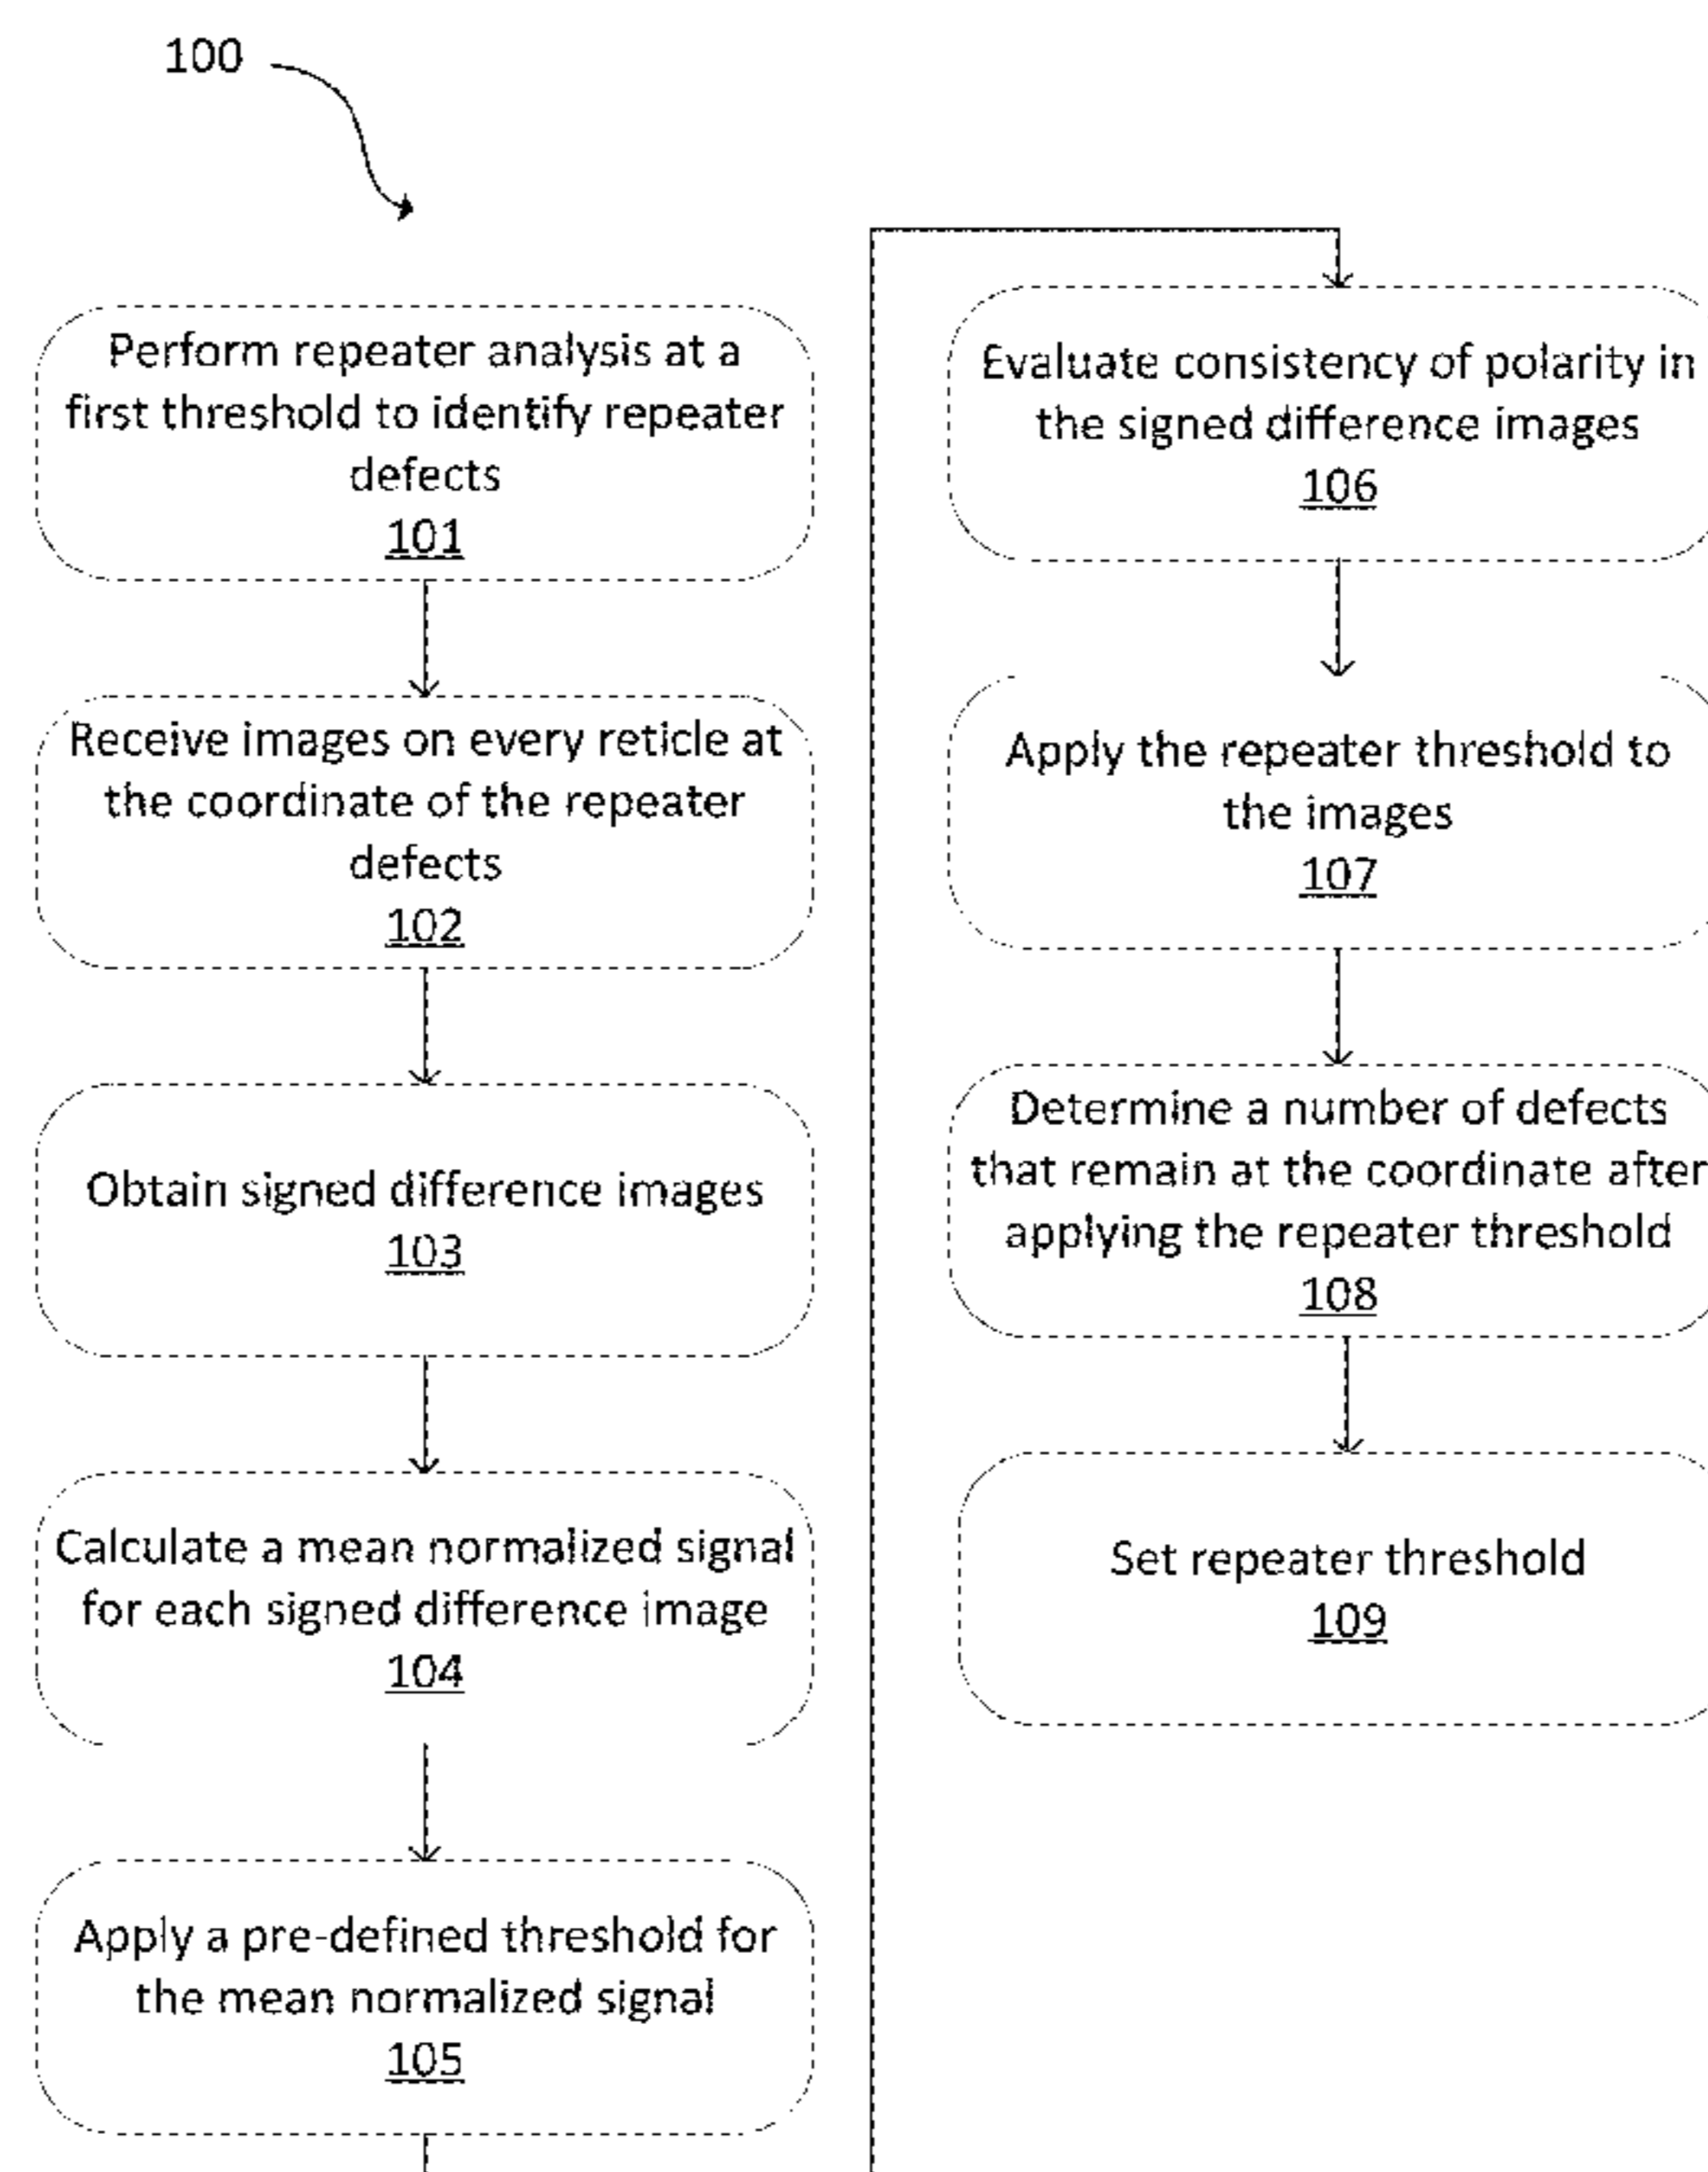 100
Perform repeater analysis at a
first threshold to identify repeater
defects
101
Receive images on every reticle at
the coordinate of the repeater
defects
102
Obtain signed difference images
103
Calculate a mean normalized signal
for each signed difference image
104
Apply a pre-defined threshold for
the mean normalized signal
105
Evaluate consistency of polarity in
the signed difference images
106
Apply the repeater threshold to
the images
107
Determine a number of defects
that remain at the coordinate after
applying the repeater threshold
108
Set repeater threshold
109